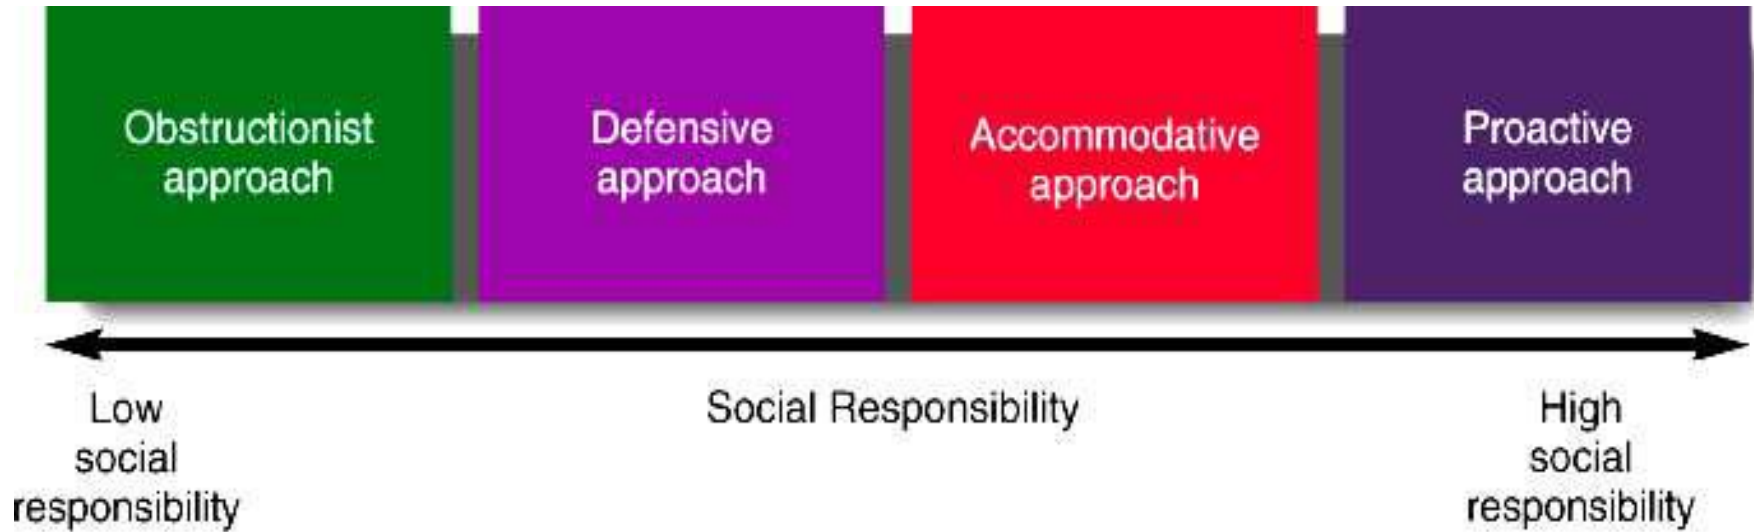 Obstructionist
approach
Defensive
approach
Accommodative
approach
Proactive
approach
Low
social
responsibility
Social Responsibility
High
social
responsibility